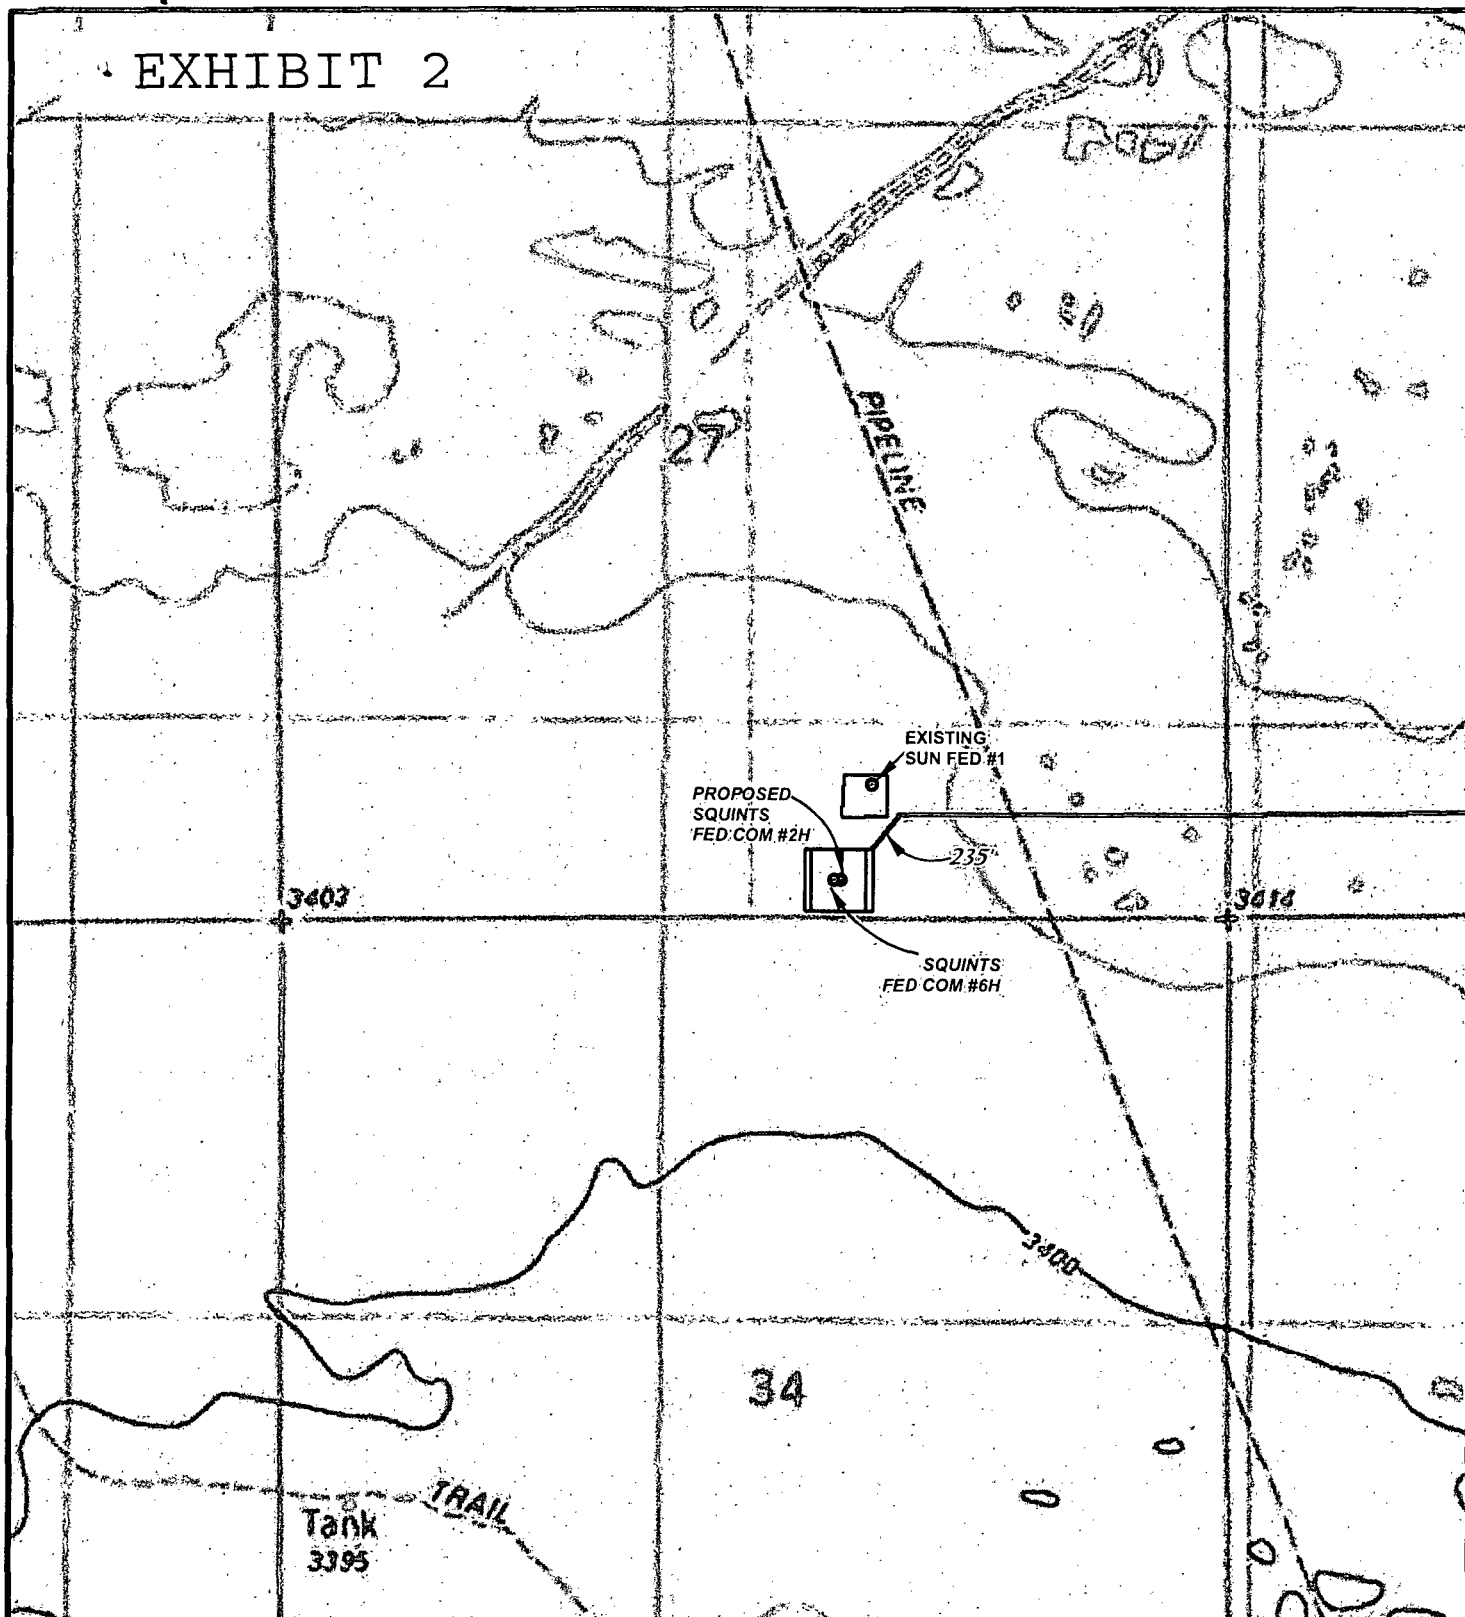 EXHIBIT 2
27
PIPELINE
EXISTING
SUN FED #1
PROPOSED
SQUINTS
FED COM #2H
235'
3403
3414
SQUINTS
FED COM #6H
3400
34
TRAIL
Tank
3395